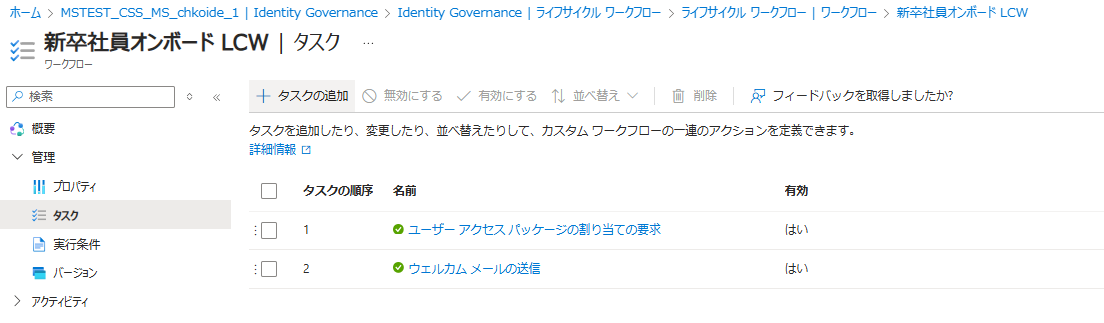 ホーム > MSTEST_CSS_MS_chkoide_1 | Identity Governance > Identity Governance | ライフサイクル ワークフロー > ライフサイクル ワークフロー | ワークフロー > 新卒社員オンボード LCW
新卒社員オンボード LCW | タスク ...
ワークフロー
検索
タスクの追加 無効にする 有効にする 並べ替え 削除 フィードバックを取得しましたか?
概要
管理
プロパティ
タスク
実行条件
バージョン
アクティビティ
タスクを追加したり、変更したり、並べ替えたりして、カスタム ワークフローの一連のアクションを定義できます。
詳細情報
タスクの順序 名前 有効
1 ユーザー アクセス パッケージの割り当ての要求 はい
2 ウェルカム メールの送信 はい